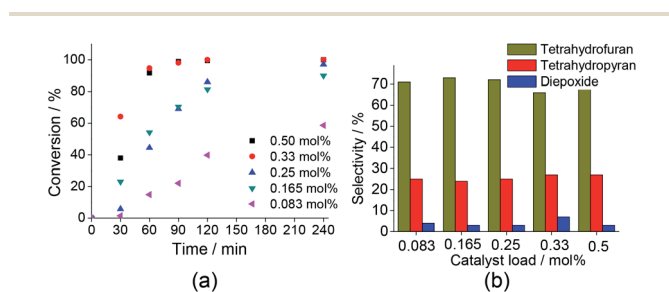 100
80
60
40
20
0
Conversion / %
0 30 60 90 120 150 180 210 240
Time / min
0.50 mol%
0.33 mol%
0.25 mol%
0.165 mol%
0.083 mol%
(a)
Tetrahydrofuran
Tetrahydropyran
Diepoxide
70
60
50
40
30
20
10
0
Selectivity / %
0.083 0.165 0.25 0.33 0.5
Catalyst load / mol%
(b)